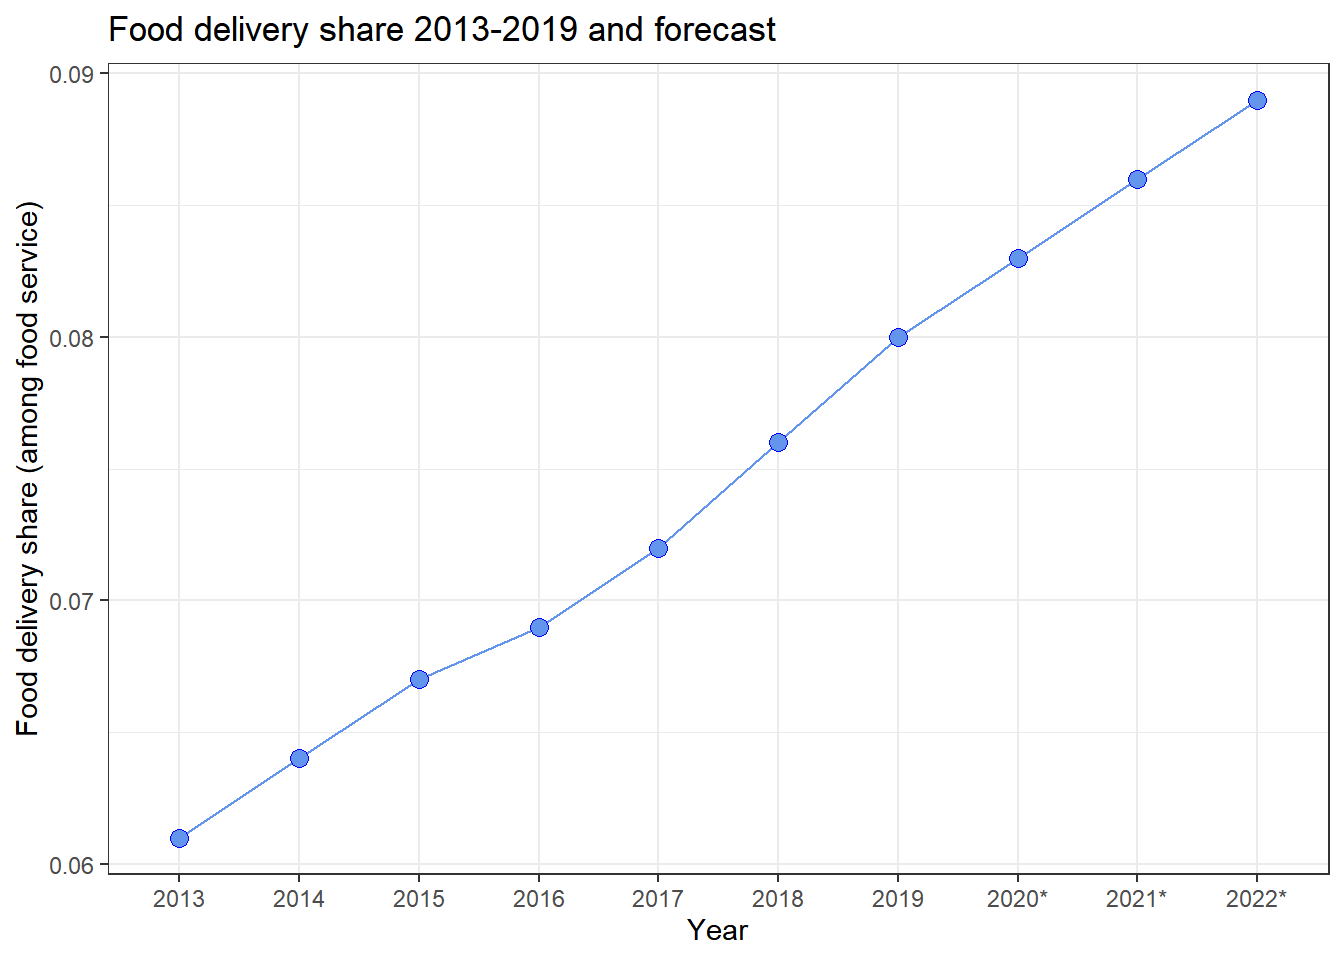 Food delivery share 2013-2019 and forecast
Food delivery share (among food service)
0.09
0.08
0.07
0.06
2013 2014 2015 2016 2017 2018 2019 2020* 2021* 2022*
Year